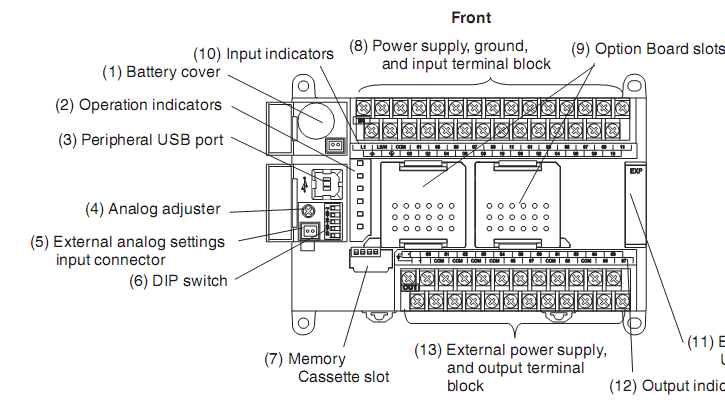 Front
(10) Input indicators
(8) Power supply, ground,
and input terminal block
(9) Option Board slots
(1) Battery cover
(2) Operation indicators
(3) Peripheral USB port
(4) Analog adjuster
(5) External analog settings
input connector
(6) DIP switch
(7) Memory
Cassette slot
(13) External power supply,
and output terminal
block
(11) E
U
(12) Output indic
EXP
OUT